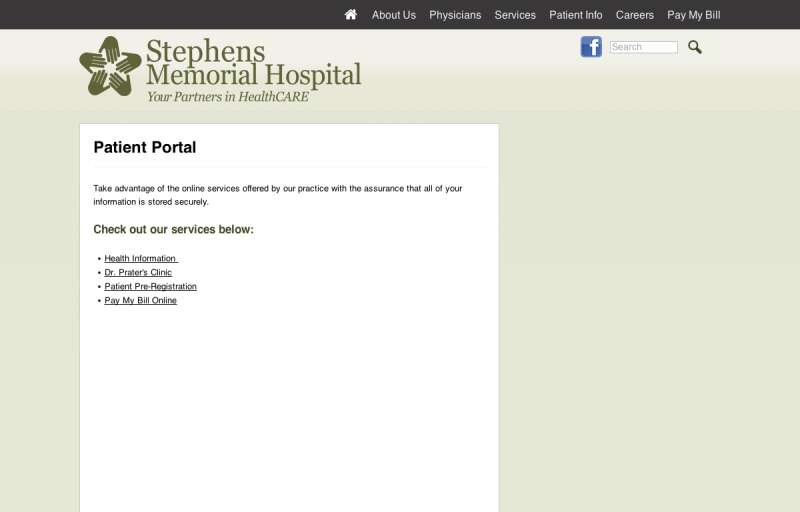 About Us Physicians Services Patient Info Careers Pay My Bill
Stephens
Memorial Hospital
Your Partners in HealthCARE
f
Search
Patient Portal
Take advantage of the online services offered by our practice with the assurance that all of your
information is stored securely.
Check out our services below:
• Health Information
• Dr. Prater's Clinic
• Patient Pre-Registration
• Pay My Bill Online